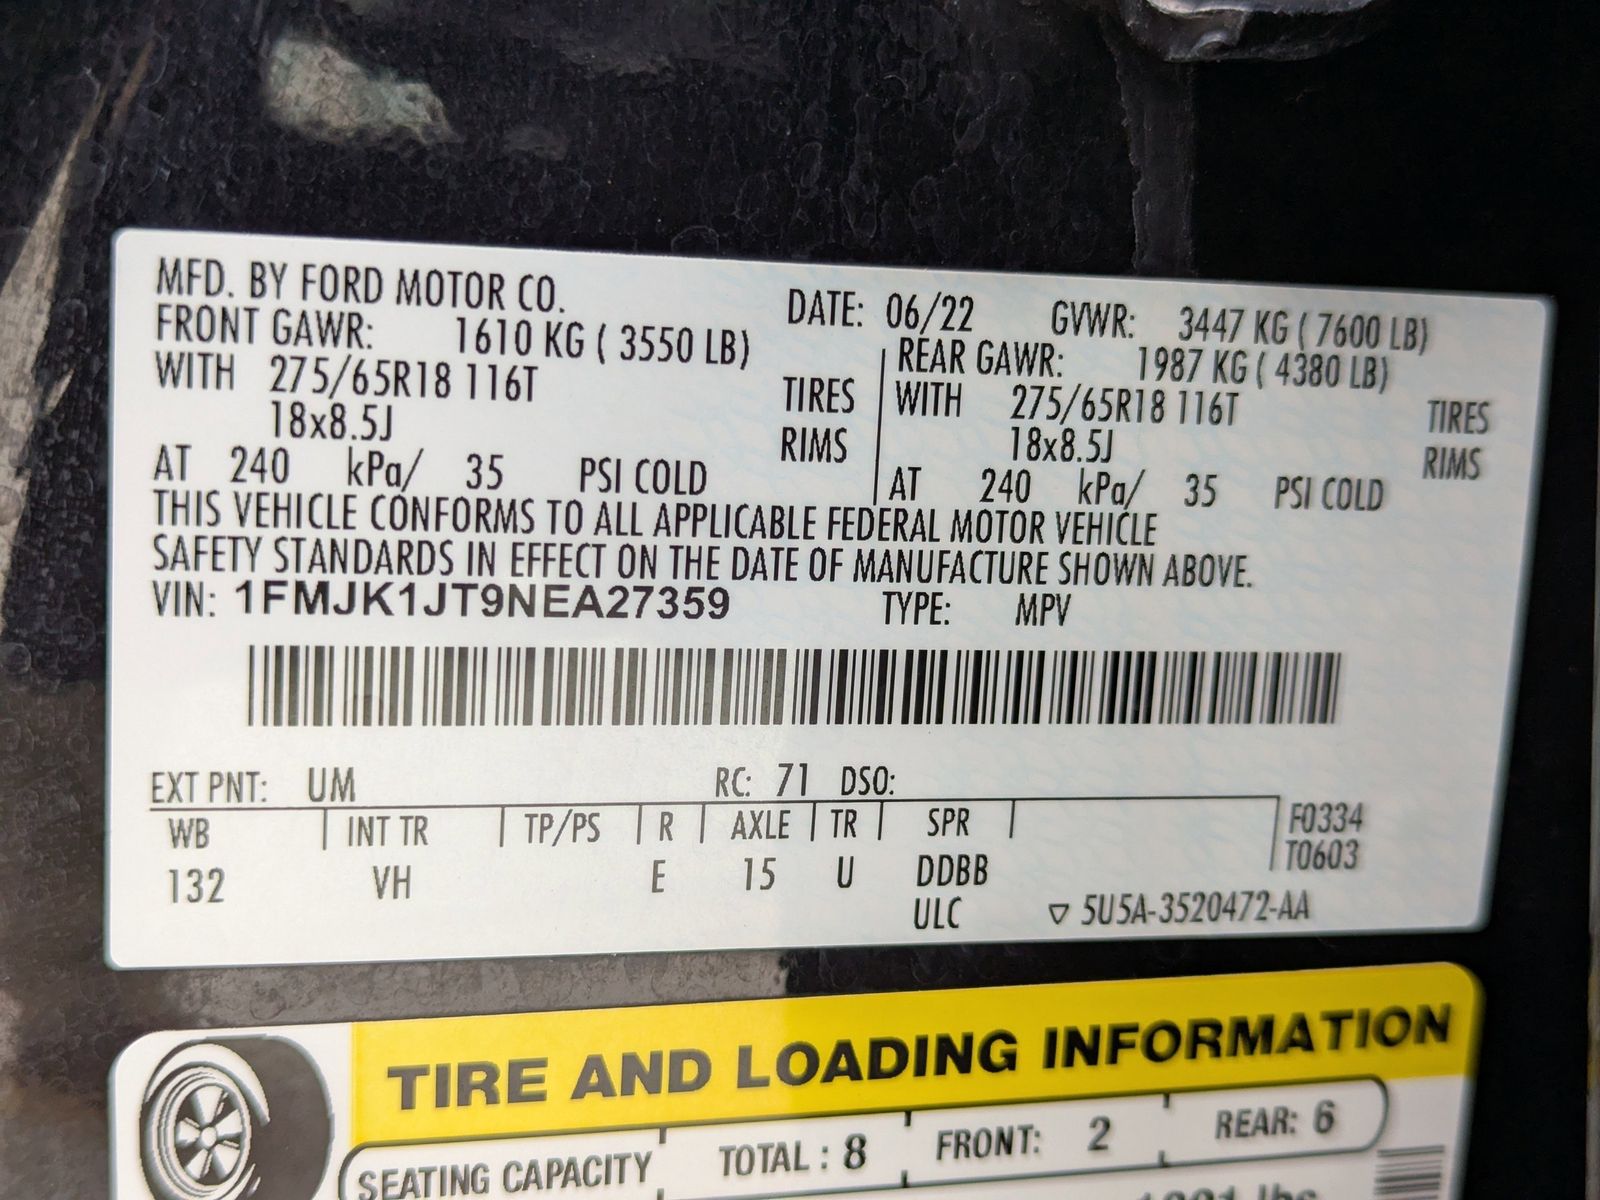 MFD. BY FORD MOTOR CO. DATE: 06/22 GVWR: 3447 KG ( 7600 LB)
FRONT GAWR: 1610 KG ( 3550 LB) REAR GAWR: 1987 KG ( 4380 LB)
WITH 275/65R18 116T TIRES WITH 275/65R18 116T TIRES
18x8.5J RIMS 18x8.5J RIMS
AT 240 kPa/ 35 PSI COLD AT 240 kPa/ 35 PSI COLD
THIS VEHICLE CONFORMS TO ALL APPLICABLE FEDERAL MOTOR VEHICLE
SAFETY STANDARDS IN EFFECT ON THE DATE OF MANUFACTURE SHOWN ABOVE.
VIN: 1FMJK1JT9NEA27359 TYPE: MPV
EXT PNT: UM RC: 71 DSO:
WB INT TR TP/PS R AXLE TR SPR F0334
T0603
132 VH E 15 U DDBB
ULC ▽ 5U5A-3520472-AA
TIRE AND LOADING INFORMATION
SEATING CAPACITY TOTAL : 8 FRONT: 2 REAR: 6
lbs